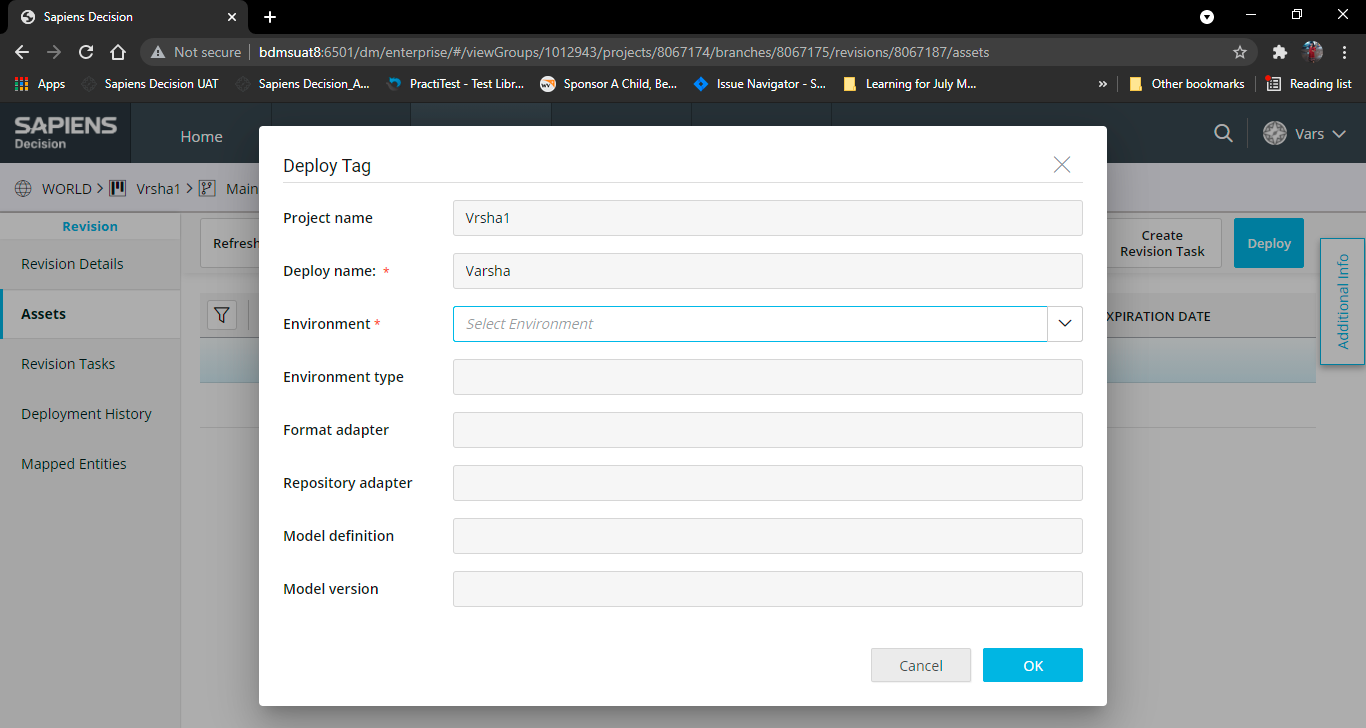 Sapiens Decision
Not secure
bdmsuat8:6501/dm/enterprise/#/viewGroups/1012943/projects/8067174/branches/8067175/revisions/8067187/assets
Apps
Sapiens Decision UAT
Sapiens Decision_A...
PractiTest - Test Libr...
Sponsor A Child, Be...
Issue Navigator - S...
Learning for July M...
»
Other bookmarks
Reading list
SAPIENS
Decision
Home
Vars
WORLD > Vrsha1 > Main
Revision
Revision Details
Assets
Revision Tasks
Deployment History
Mapped Entities
Refresh
Create
Revision Task
Deploy
XPIRATION DATE
Additional Info
Deploy Tag
Project name
Vrsha1
Deploy name: *
Varsha
Environment *
Select Environment
Environment type
Format adapter
Repository adapter
Model definition
Model version
Cancel
OK